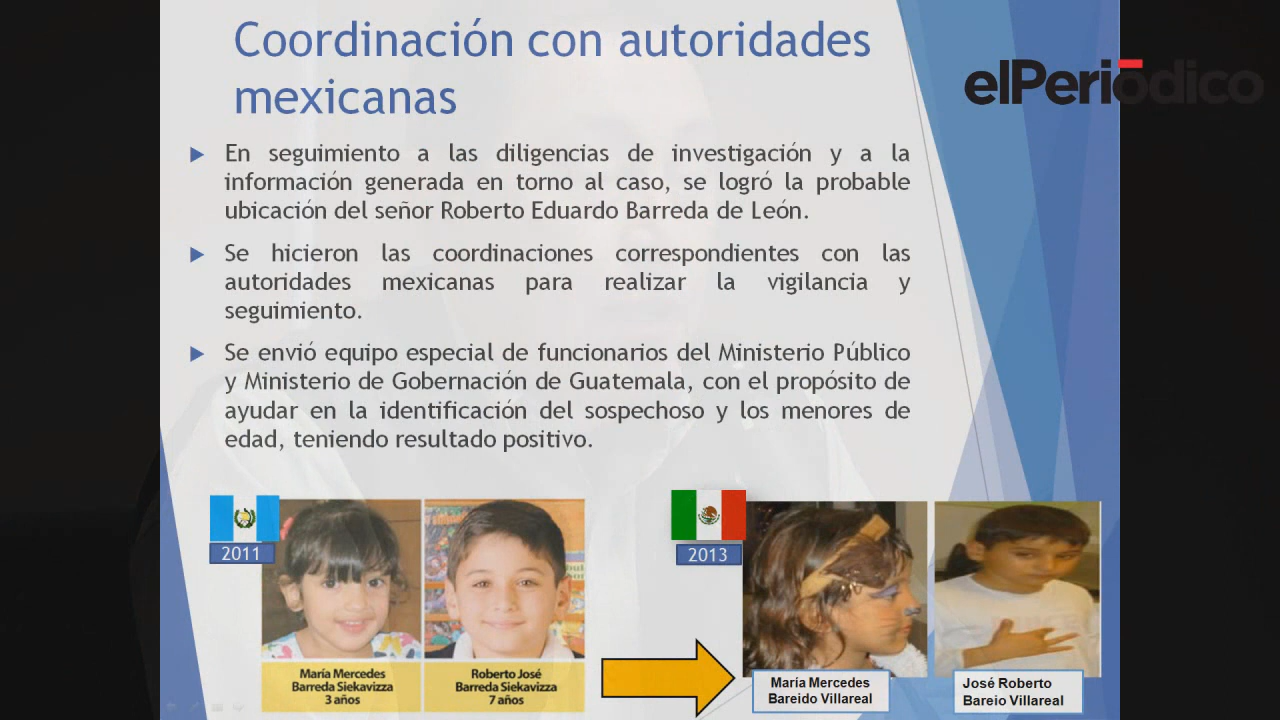 Coordinación con autoridades
mexicanas
elPeriódico
En seguimiento a las diligencias de investigación y a la
información generada en torno al caso, se logró la probable
ubicación del señor Roberto Eduardo Barreda de León.
Se hicieron las coordinaciones correspondientes con las
autoridades mexicanas para realizar la vigilancia y
seguimiento.
Se envió equipo especial de funcionarios del Ministerio Público
y Ministerio de Gobernación de Guatemala, con el propósito de
ayudar en la identificación del sospechoso y los menores de
edad, teniendo resultado positivo.
2011
2013
María Mercedes
Barreda Siekavizza
3 años
Roberto José
Barreda Siekavizza
7 años
María Mercedes
Bareido Villareal
José Roberto
Bareio Villareal